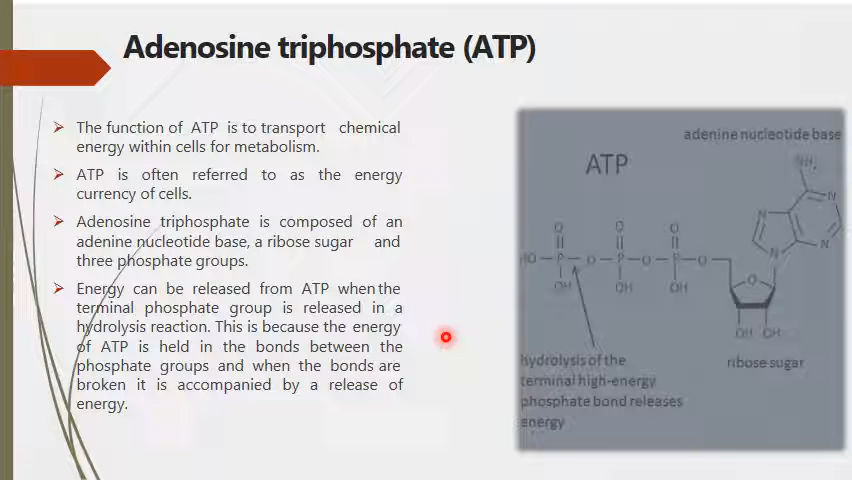 Adenosine triphosphate (ATP)
The function of ATP is to transport chemical
energy within cells for metabolism.
ATP is often referred to as the energy
currency of cells.
Adenosine triphosphate is composed of an
adenine nucleotide base, a ribose sugar and
three phosphate groups.
Energy can be released from ATP when the
terminal phosphate group is released in a
hydrolysis reaction. This is because the energy
of ATP is held in the bonds between the
phosphate groups and when the bonds are
broken it is accompanied by a release of
energy.
adenine nucleotide base
ATP
NH₂
N N
N N
O O O
HO P O P O P O O
OH OH OH
OH OH
ribose sugar
hydrolysis of the
terminal high-energy
phosphate bond releases
energy